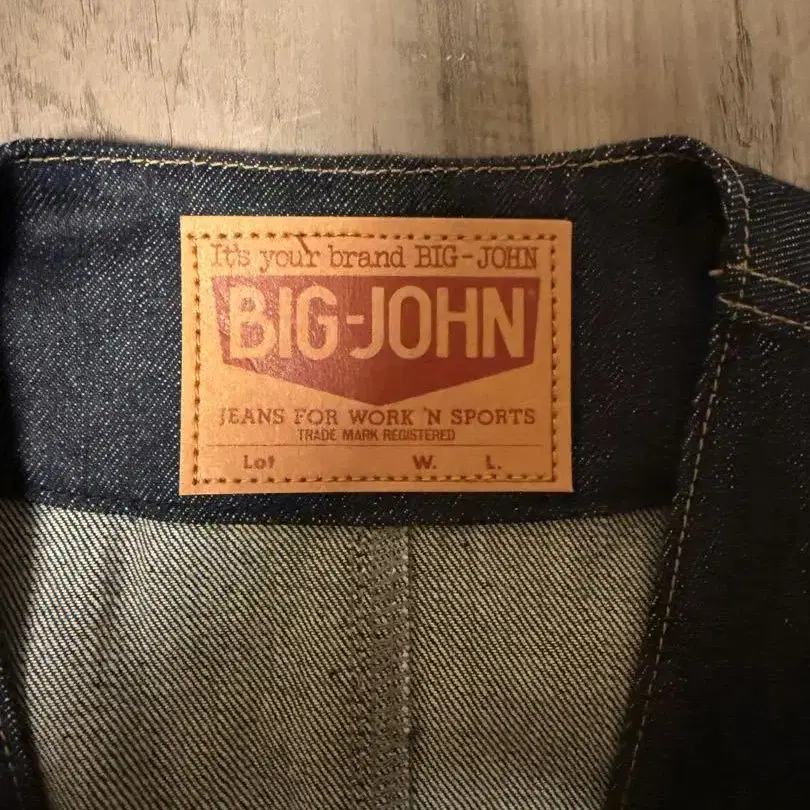 It's your brand BIG-JOHN
BIG-JOHN
JEANS FOR WORK 'N SPORTS
TRADE MARK REGISTERED
Lot W. L.